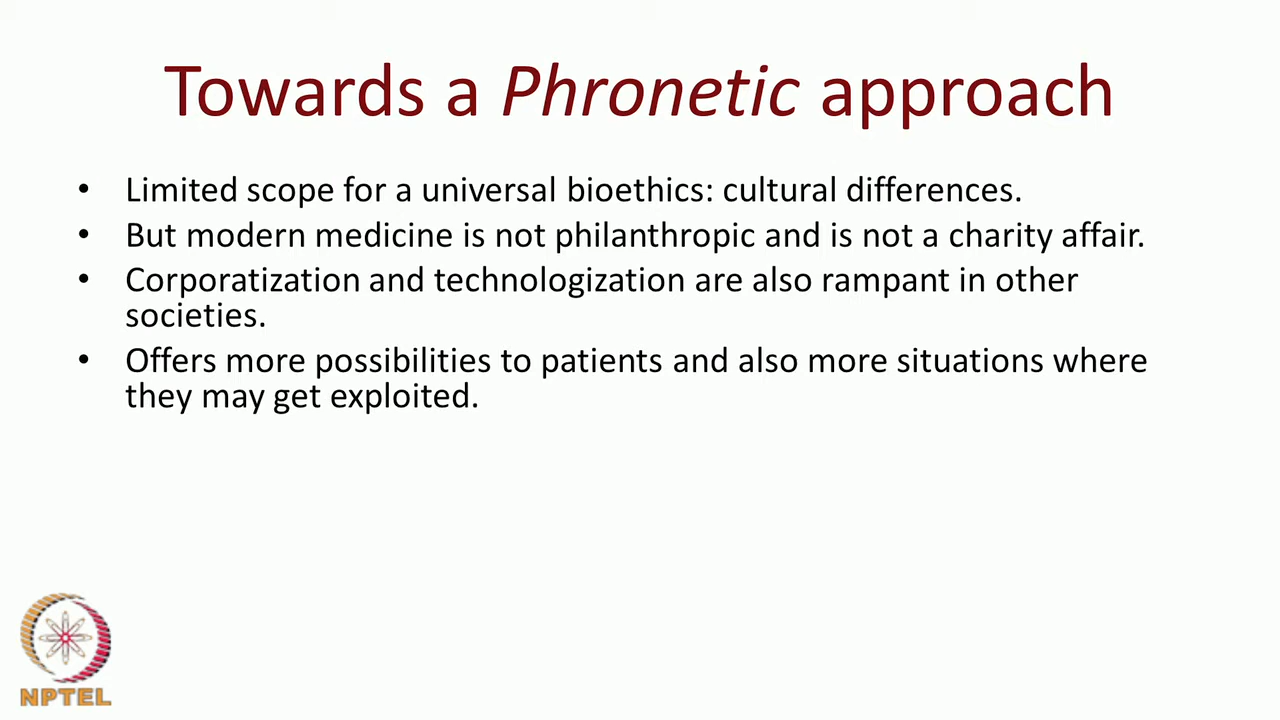 Towards a Phronetic approach
• Limited scope for a universal bioethics: cultural differences.
• But modern medicine is not philanthropic and is not a charity affair.
• Corporatization and technologization are also rampant in other
societies.
• Offers more possibilities to patients and also more situations where
they may get exploited.
NPTEL